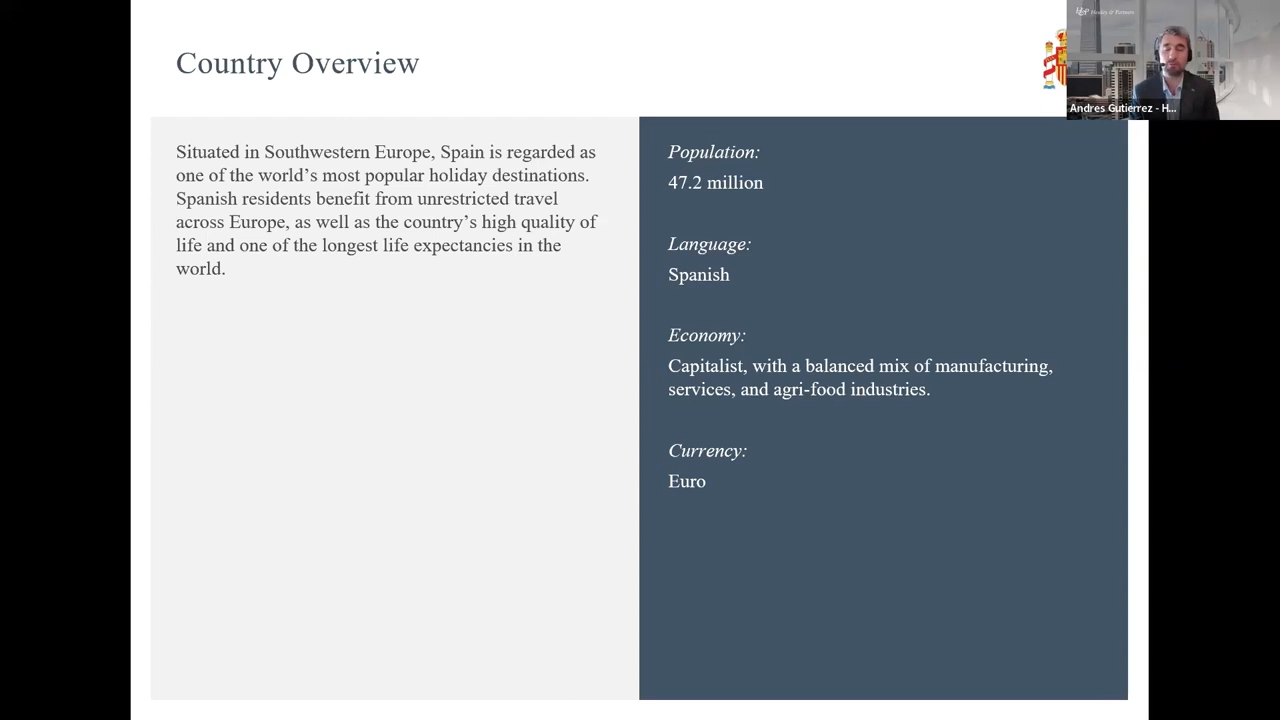 Country Overview
Situated in Southwestern Europe, Spain is regarded as
one of the world’s most popular holiday destinations.
Spanish residents benefit from unrestricted travel
across Europe, as well as the country’s high quality of
life and one of the longest life expectancies in the
world.
Population:
47.2 million
Language:
Spanish
Economy:
Capitalist, with a balanced mix of manufacturing,
services, and agri-food industries.
Currency:
Euro
Henley & Partners
Andres Gutierrez - H...